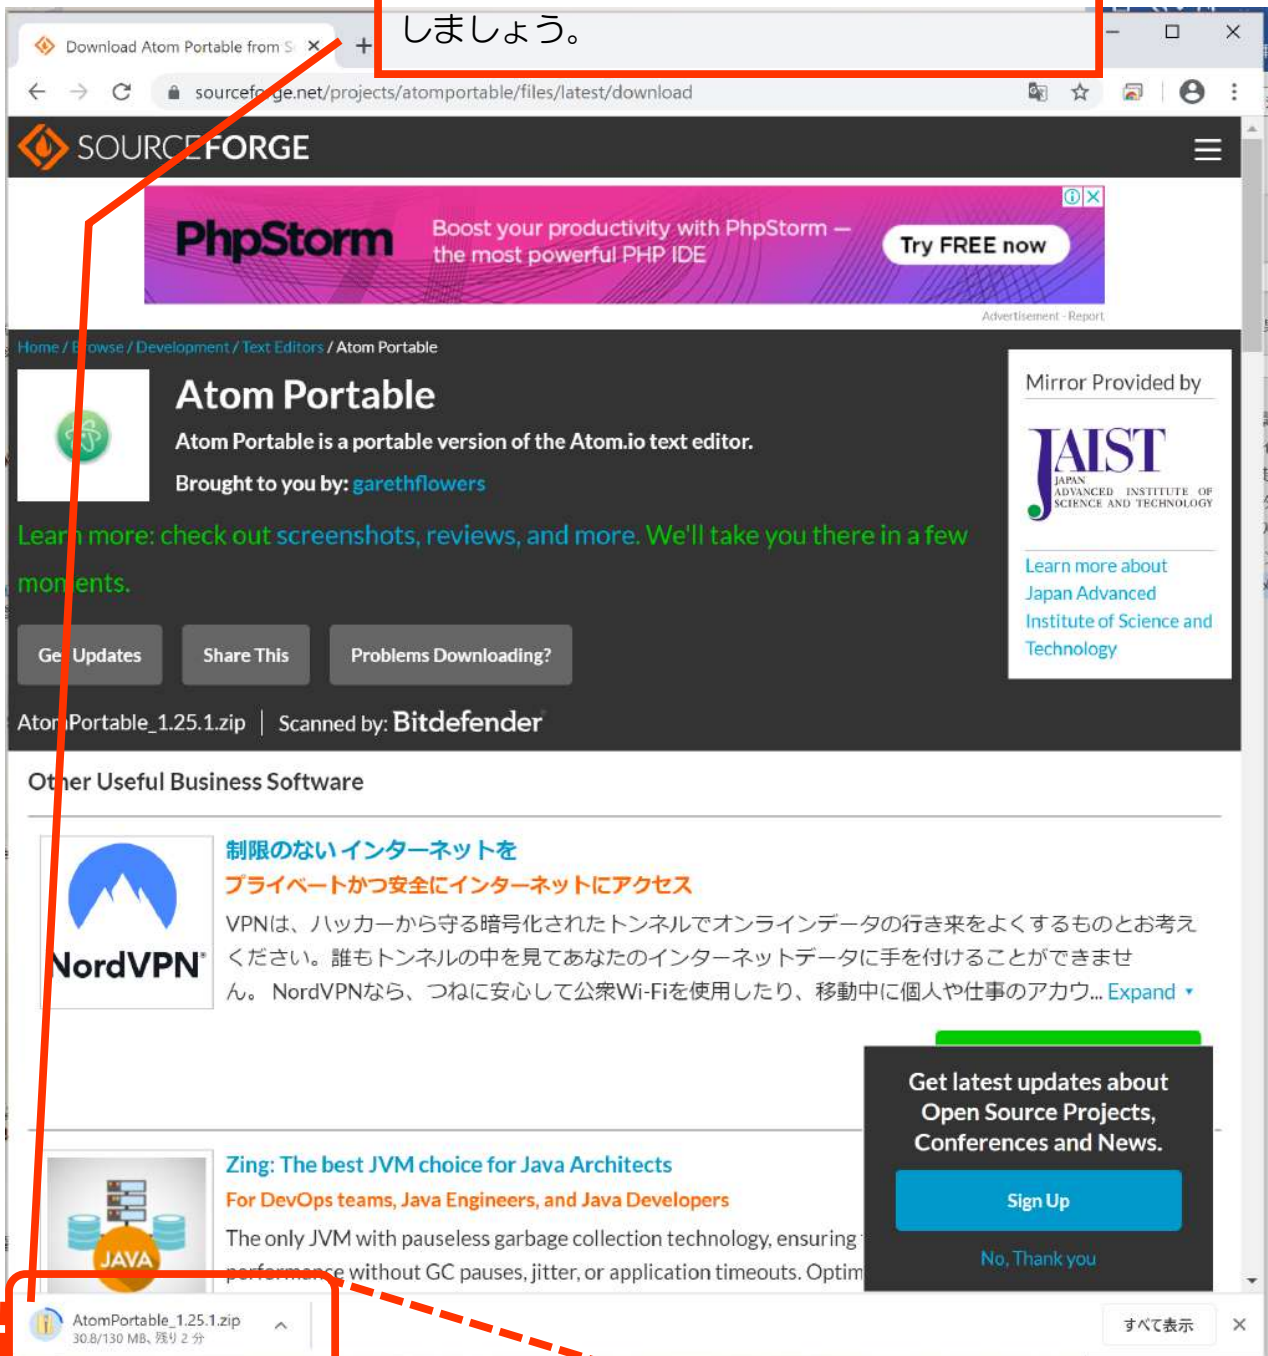 しましょう。
Download Atom Portable from S
sourceforge.net/projects/atomportable/files/latest/download
SOURCEFORGE
PhpStorm
Boost your productivity with PhpStorm —
the most powerful PHP IDE
Try FREE now
Advertisement - Report
Home / Browse / Development / Text Editors / Atom Portable
Atom Portable
Atom Portable is a portable version of the Atom.io text editor.
Brought to you by: garethflowers
Learn more: check out screenshots, reviews, and more. We'll take you there in a few
moments.
Get Updates
Share This
Problems Downloading?
AtomPortable_1.25.1.zip | Scanned by: Bitdefender
Mirror Provided by
JAIST
JAPAN
ADVANCED INSTITUTE OF
SCIENCE AND TECHNOLOGY
Learn more about
Japan Advanced
Institute of Science and
Technology
Other Useful Business Software
NordVPN®
制限のない インターネットを
プライベートかつ安全にインターネットにアクセス
VPNは、ハッカーから守る暗号化されたトンネルでオンラインデータの行き来をよくするものとお考え
ください。誰もトンネルの中を見てあなたのインターネットデータに手を付けることができませ
ん。 NordVPNなら、つねに安心して公衆Wi-Fiを使用したり、移動中に個人や仕事のアカウ... Expand
JAVA
Zing: The best JVM choice for Java Architects
For DevOps teams, Java Engineers, and Java Developers
The only JVM with pauseless garbage collection technology, ensuring
performance without GC pauses, jitter, or application timeouts. Optim
Get latest updates about
Open Source Projects,
Conferences and News.
Sign Up
No, Thank you
AtomPortable_1.25.1.zip
30.8/130 MB、残り 2 分
すべて表示